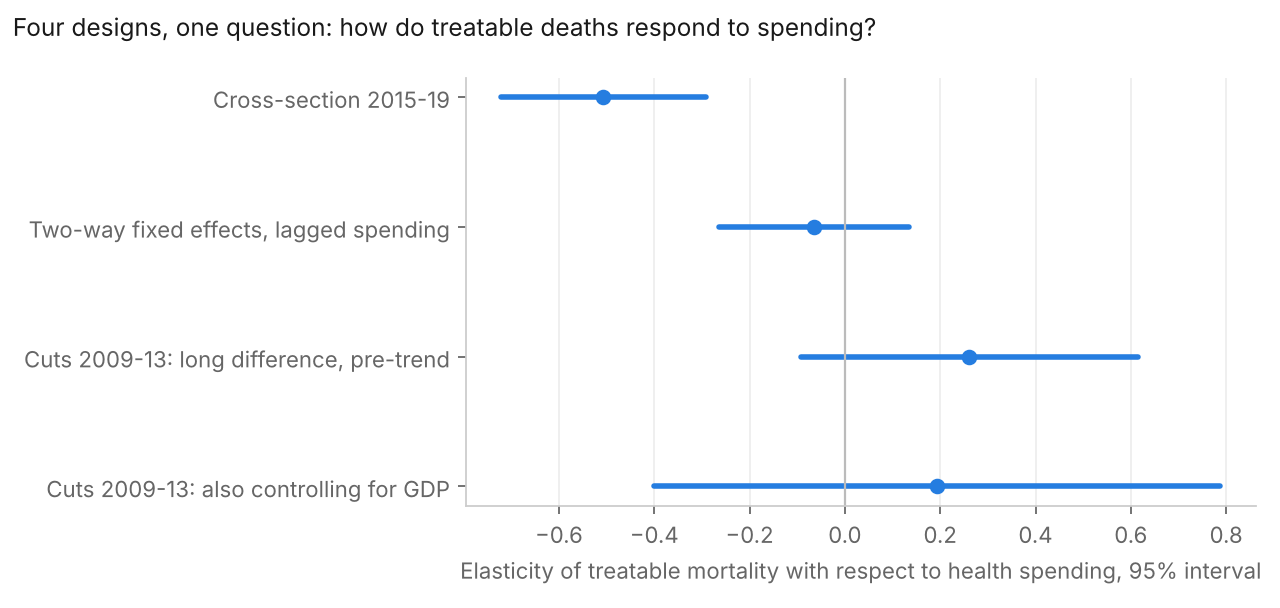 Four designs, one question: how do treatable deaths respond to spending?
Cross-section 2015-19
Two-way fixed effects, lagged spending
Cuts 2009-13: long difference, pre-trend
Cuts 2009-13: also controlling for GDP
−0.6 −0.4 −0.2 0.0 0.2 0.4 0.6 0.8
Elasticity of treatable mortality with respect to health spending, 95% interval